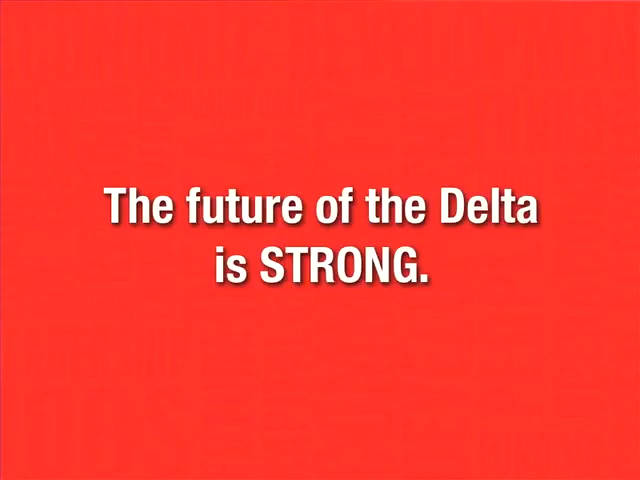 The future of the Delta
is STRONG.